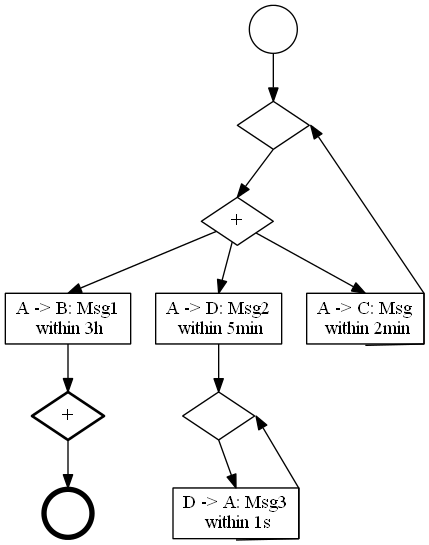 +
A -> B: Msg1
within 3h
A -> D: Msg2
within 5min
A -> C: Msg
within 2min
+
D -> A: Msg3
within 1s